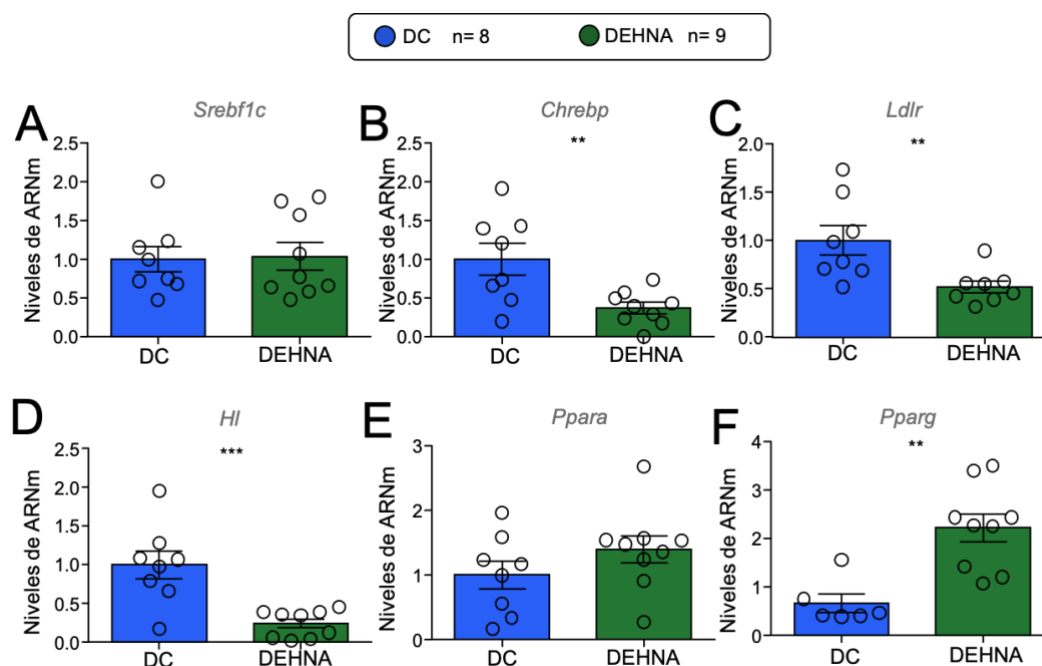 DC n= 8 DEHNA n= 9
A Srebf1c
Niveles de ARNm
2.5
2.0
1.5
1.0
0.5
0.0
DC DEHNA
B Chrebp
**
Niveles de ARNm
2.5
2.0
1.5
1.0
0.5
0.0
DC DEHNA
C Ldlr
**
Niveles de ARNm
2.0
1.5
1.0
0.5
0.0
DC DEHNA
D Hl
***
Niveles de ARNm
2.5
2.0
1.5
1.0
0.5
0.0
DC DEHNA
E Ppara
Niveles de ARNm
3
2
1
0
DC DEHNA
F Pparg
**
Niveles de ARNm
4
3
2
1
0
DC DEHNA